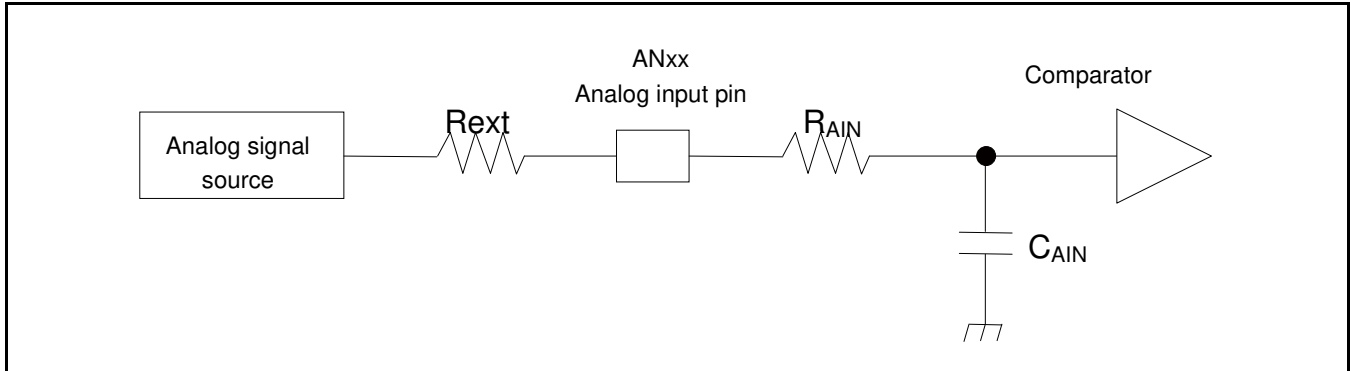 ANxx
Analog input pin
Comparator
Analog signal
source
Rext
RAIN
CAIN